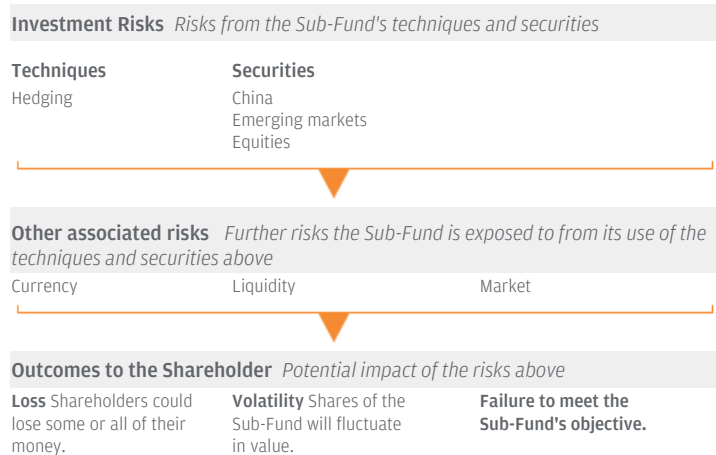 Investment Risks Risks from the Sub-Fund's techniques and securities
Techniques
Hedging
Securities
China
Emerging markets
Equities
Other associated risks Further risks the Sub-Fund is exposed to from its use of the
techniques and securities above
Currency
Liquidity
Market
Outcomes to the Shareholder Potential impact of the risks above
Loss Shareholders could
lose some or all of their
money.
Volatility Shares of the
Sub-Fund will fluctuate
in value.
Failure to meet the
Sub-Fund's objective.